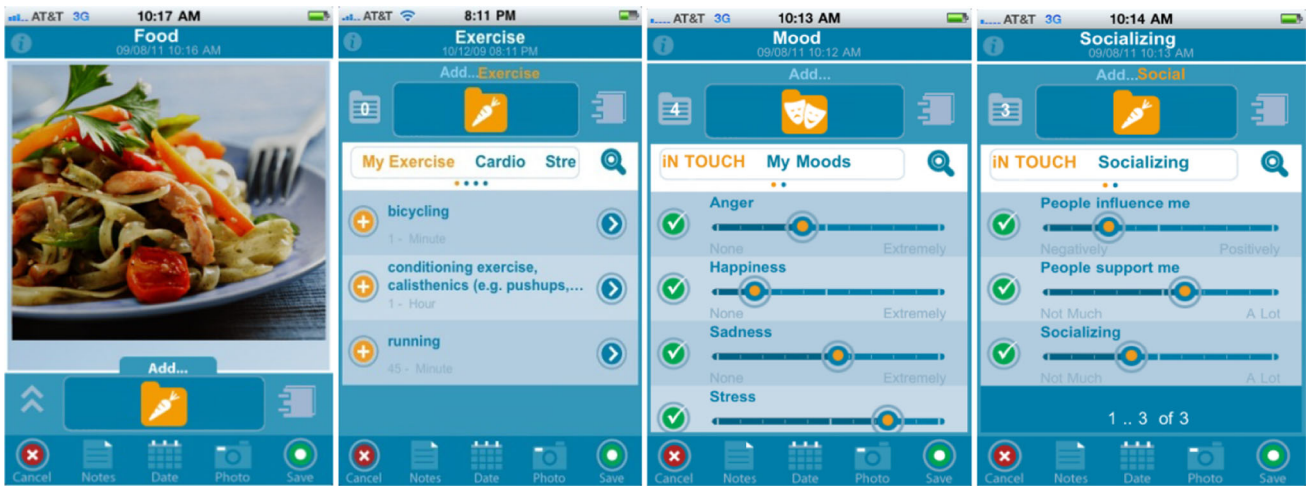 AT&T 3G 10:17 AM
Food
09/08/11 10:16 AM
Add...
Cancel Notes Date Photo Save
AT&T 8:11 PM
Exercise
10/12/09 08:11 PM
Add...Exercise
0
My Exercise Cardio Stre
bicycling
1 - Minute
conditioning exercise,
calisthenics (e.g. pushups,...
1 - Hour
running
45 - Minute
Cancel Notes Date Photo Save
AT&T 3G 10:13 AM
Mood
09/08/11 10:12 AM
Add...
4
iN TOUCH My Moods
Anger
None Extremely
Happiness
None Extremely
Sadness
None Extremely
Stress
Cancel Notes Date Photo Save
AT&T 3G 10:14 AM
Socializing
09/08/11 10:13 AM
Add...Social
3
iN TOUCH Socializing
People influence me
Negatively Positively
People support me
Not Much A Lot
Socializing
Not Much A Lot
1 .. 3 of 3
Cancel Notes Date Photo Save